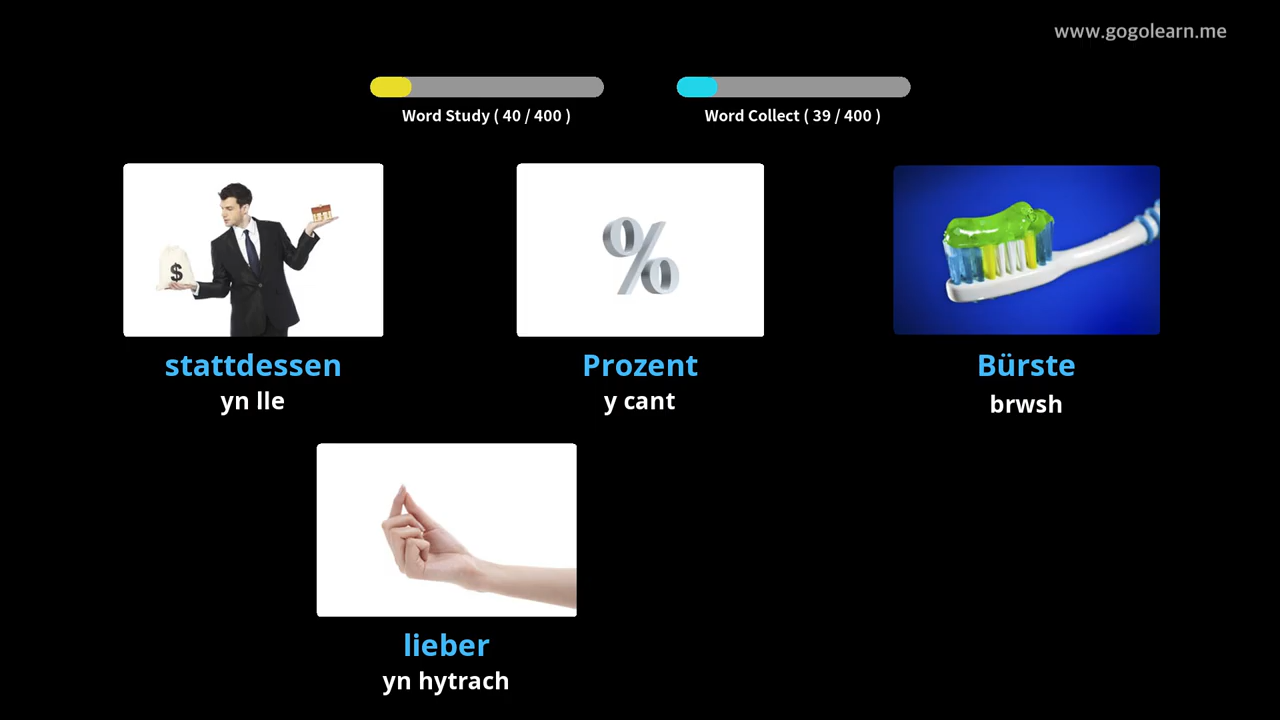 www.gogolearn.me
Word Study ( 40 / 400 )
Word Collect ( 39 / 400 )
$
%
stattdessen
yn lle
Prozent
y cant
Bürste
brwsh
lieber
yn hytrach